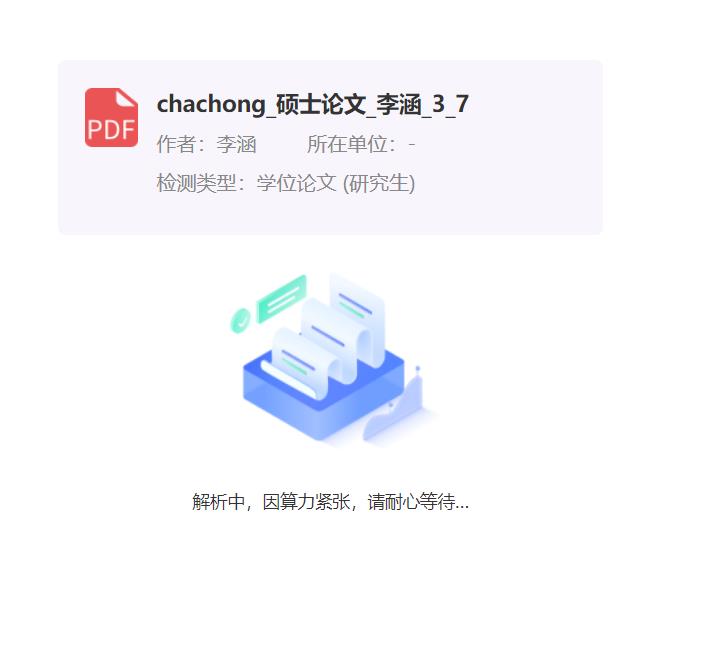 PDF
chachong_硕士论文_李涵_3_7
作者：李涵 所在单位：-
检测类型：学位论文 (研究生)
解析中，因算力紧张，请耐心等待...